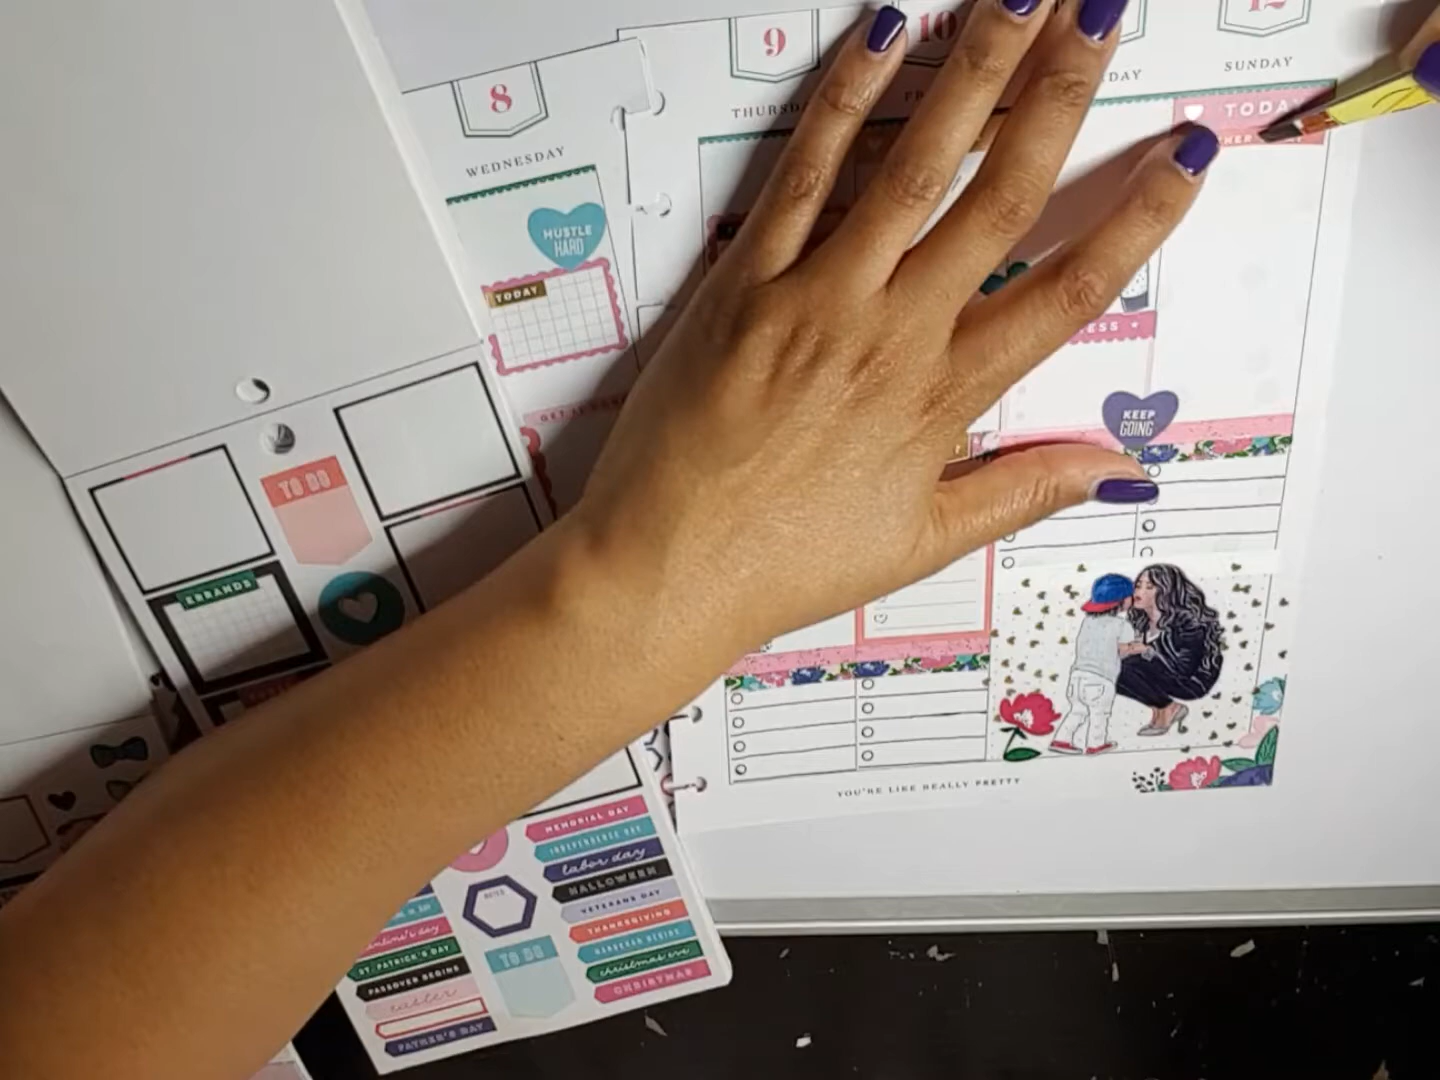 8
WEDNESDAY
HUSTLE
HARD
TODAY
9
10
12
SUNDAY
TODAY
KEEP
GOING
TO DO
ERRANDS
YOU'RE LIKE REALLY PRETTY
MEMORIAL DAY
INDEPENDENCE DAY
labor day
HALLOWEEN
VETERANS DAY
THANKSGIVING
HANUKKAH BEGINS
christmas eve
CHRISTMAS
NOTES
TO DO
ST. PATRICK'S DAY
PASSOVER BEGINS
easter
FATHER'S DAY